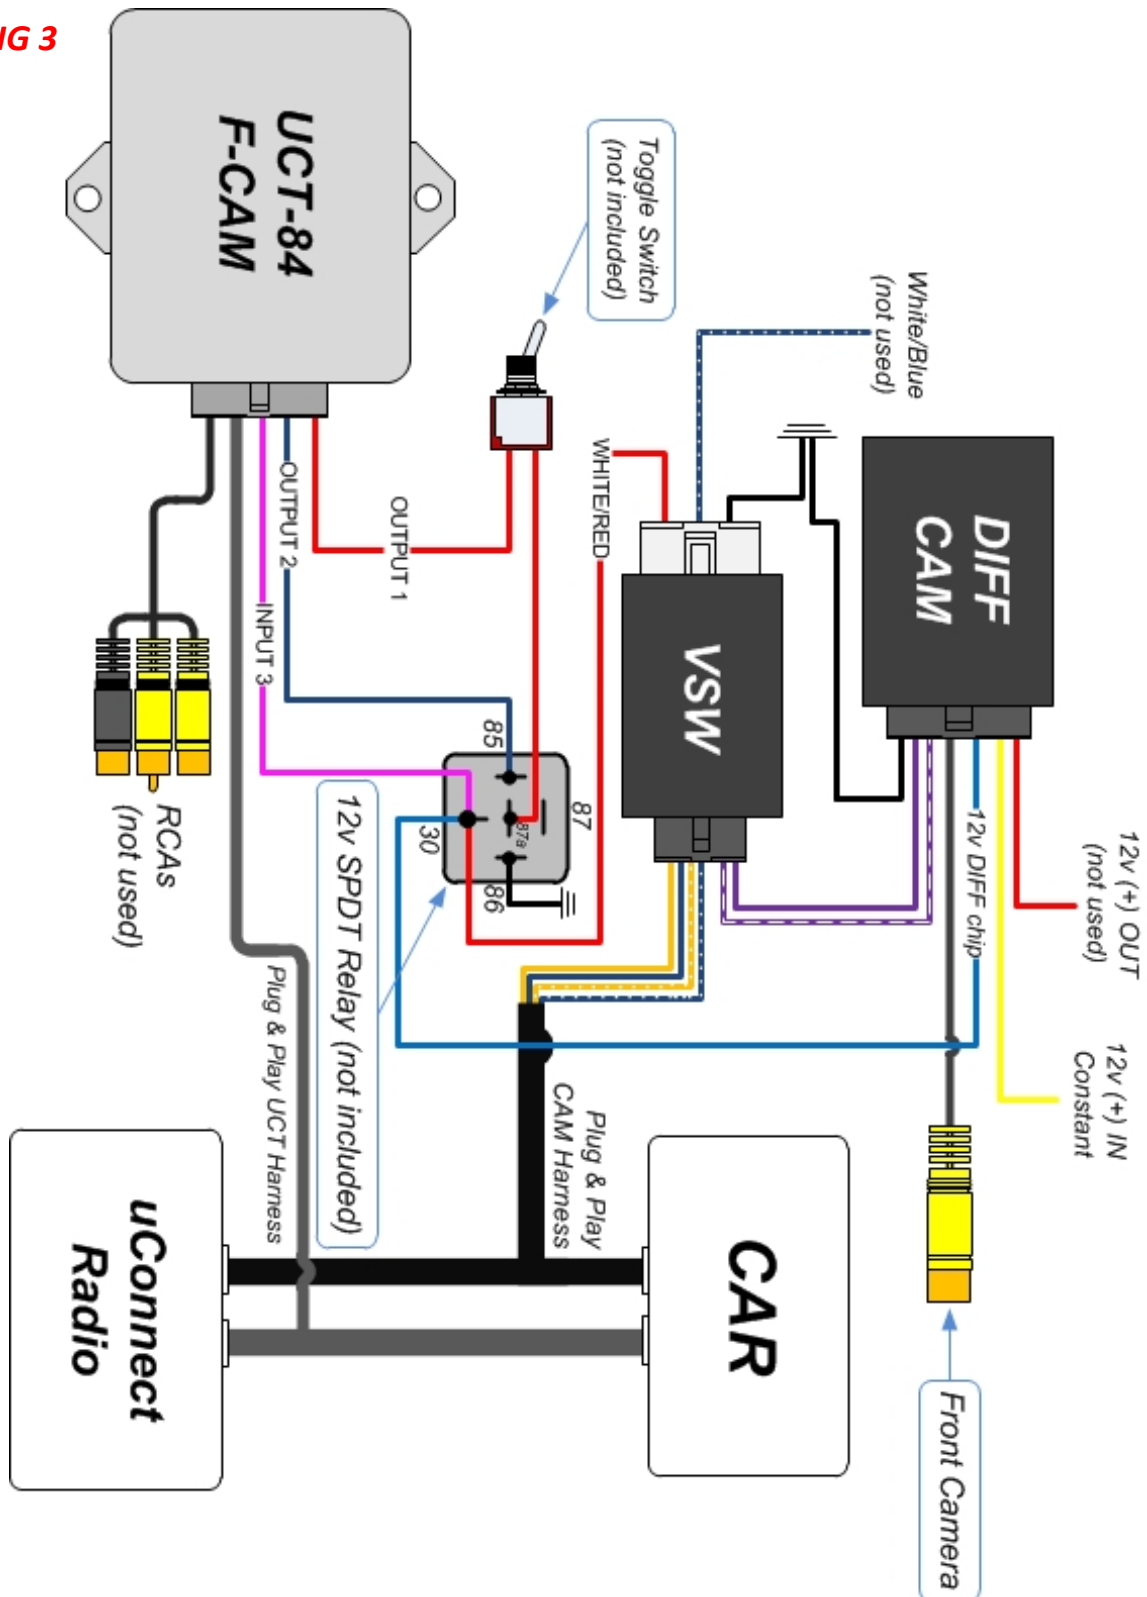 NG 3
UCT-84
F-CAM
Toggle Switch
(not included)
White/Blue
(not used)
DIFF
CAM
WHITE/RED
OUTPUT 1
OUTPUT 2
INPUT 3
VSW
85
87
87a
30
86
12v DIFF chip
12v (+) OUT
(not used)
12v (+) IN
Constant
RCAs
(not used)
12v SPDT Relay (not included)
Plug & Play UCT Harness
Plug & Play
CAM Harness
uConnect
Radio
CAR
Front Camera